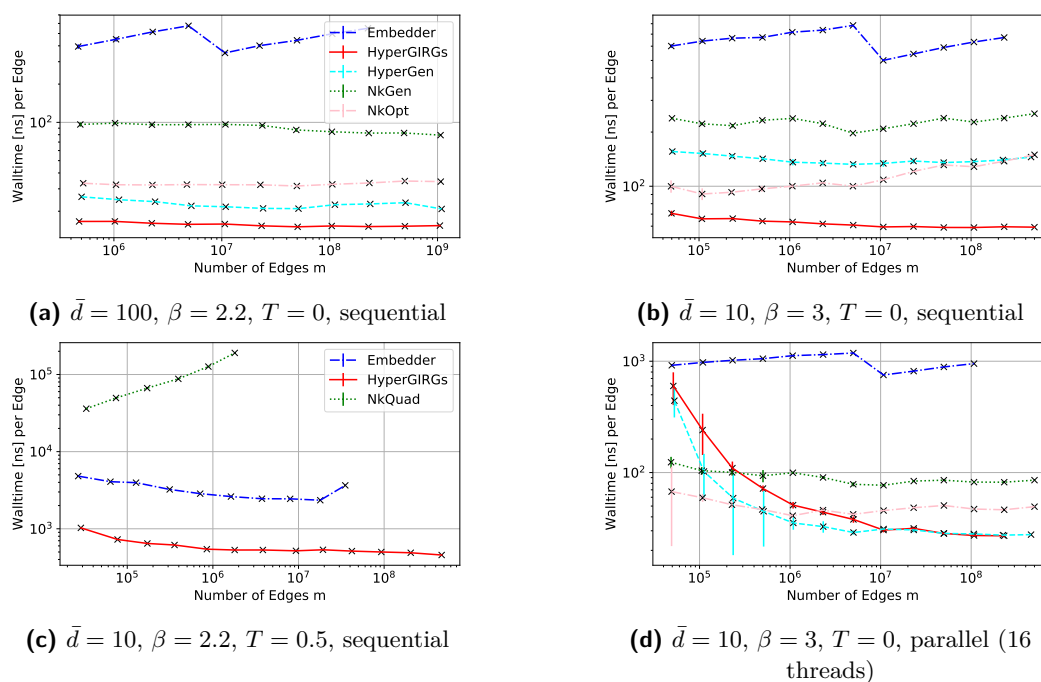 Walltime [ns] per Edge
10²
Embedder
HyperGIRGs
HyperGen
NkGen
NkOpt
10⁶ 10⁷ 10⁸ 10⁹
Number of Edges m
(a) d̄ = 100, β = 2.2, T = 0, sequential
Walltime [ns] per Edge
10²
10⁵ 10⁶ 10⁷ 10⁸
Number of Edges m
(b) d̄ = 10, β = 3, T = 0, sequential
Walltime [ns] per Edge
10⁵
10⁴
10³
Embedder
HyperGIRGs
NkQuad
10⁵ 10⁶ 10⁷ 10⁸
Number of Edges m
(c) d̄ = 10, β = 2.2, T = 0.5, sequential
Walltime [ns] per Edge
10³
10²
10⁵ 10⁶ 10⁷ 10⁸
Number of Edges m
(d) d̄ = 10, β = 3, T = 0, parallel (16
threads)